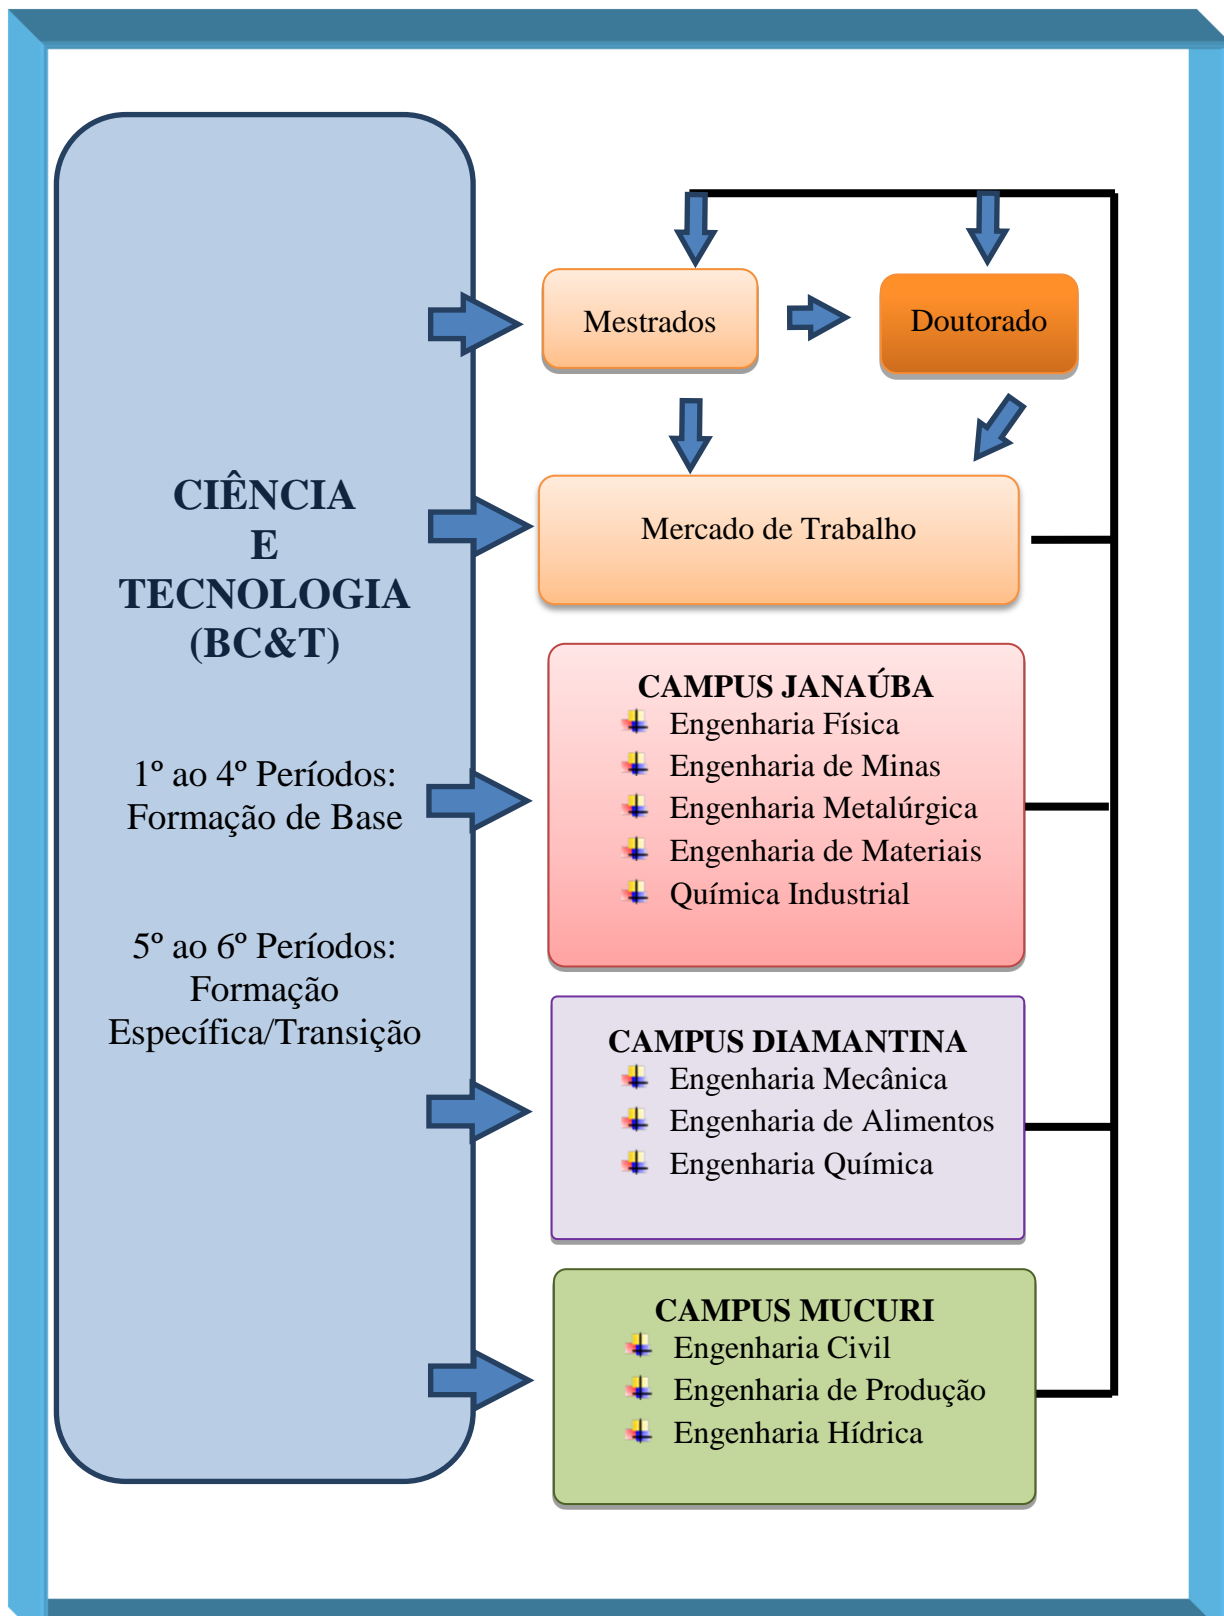 CIÊNCIA
E
TECNOLOGIA
(BC&T)
1º ao 4º Períodos:
Formação de Base
5º ao 6º Períodos:
Formação
Específica/Transição
Mestrados
Doutorado
Mercado de Trabalho
CAMPUS JANAÚBA
Engenharia Física
Engenharia de Minas
Engenharia Metalúrgica
Engenharia de Materiais
Química Industrial
CAMPUS DIAMANTINA
Engenharia Mecânica
Engenharia de Alimentos
Engenharia Química
CAMPUS MUCURI
Engenharia Civil
Engenharia de Produção
Engenharia Hídrica